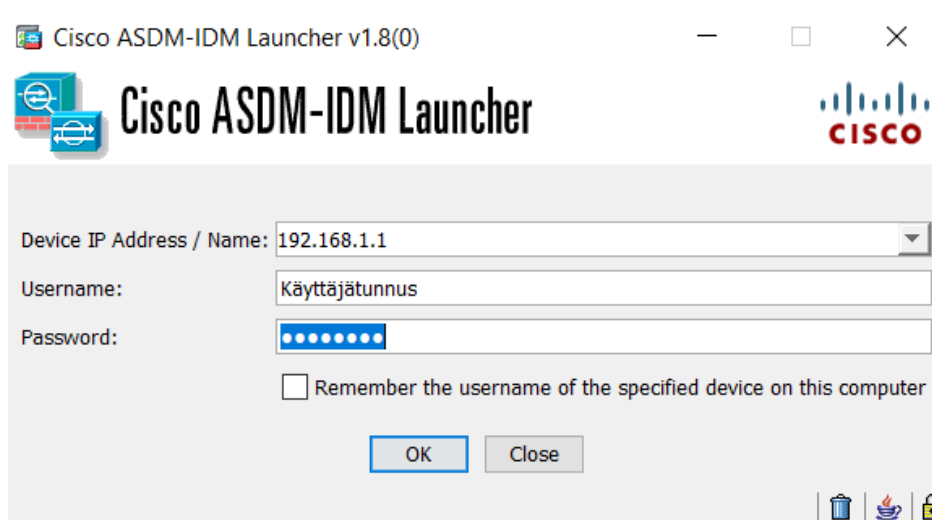 Cisco ASDM-IDM Launcher v1.8(0)
Cisco ASDM-IDM Launcher
CISCO
Device IP Address / Name: 192.168.1.1
Username: Käyttäjätunnus
Password: ●●●●●●●●
Remember the username of the specified device on this computer
OK Close